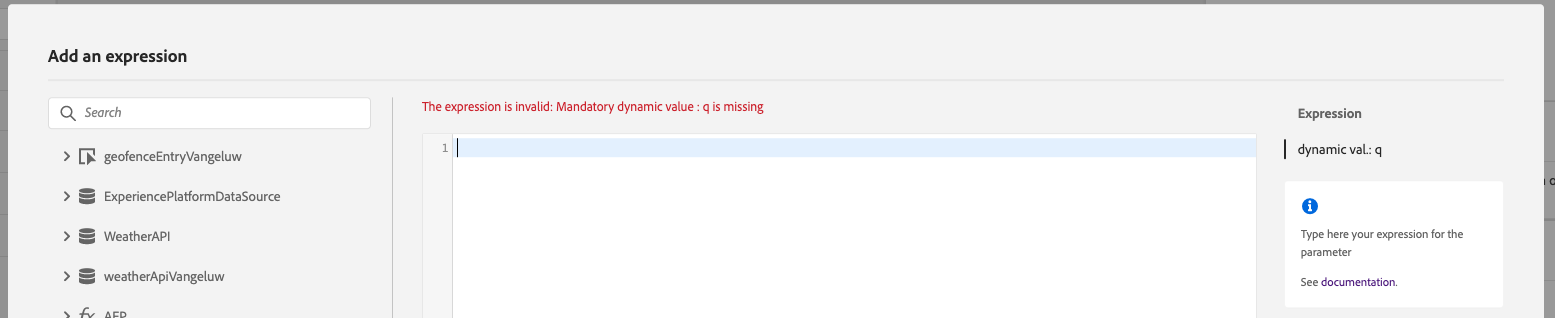 Add an expression
Search
geofenceEntryVangeluw
ExperiencePlatformDataSource
WeatherAPI
weatherApiVangeluw
AEP
The expression is invalid: Mandatory dynamic value : q is missing
1
Expression
dynamic val.: q
Type here your expression for the
parameter
See documentation.